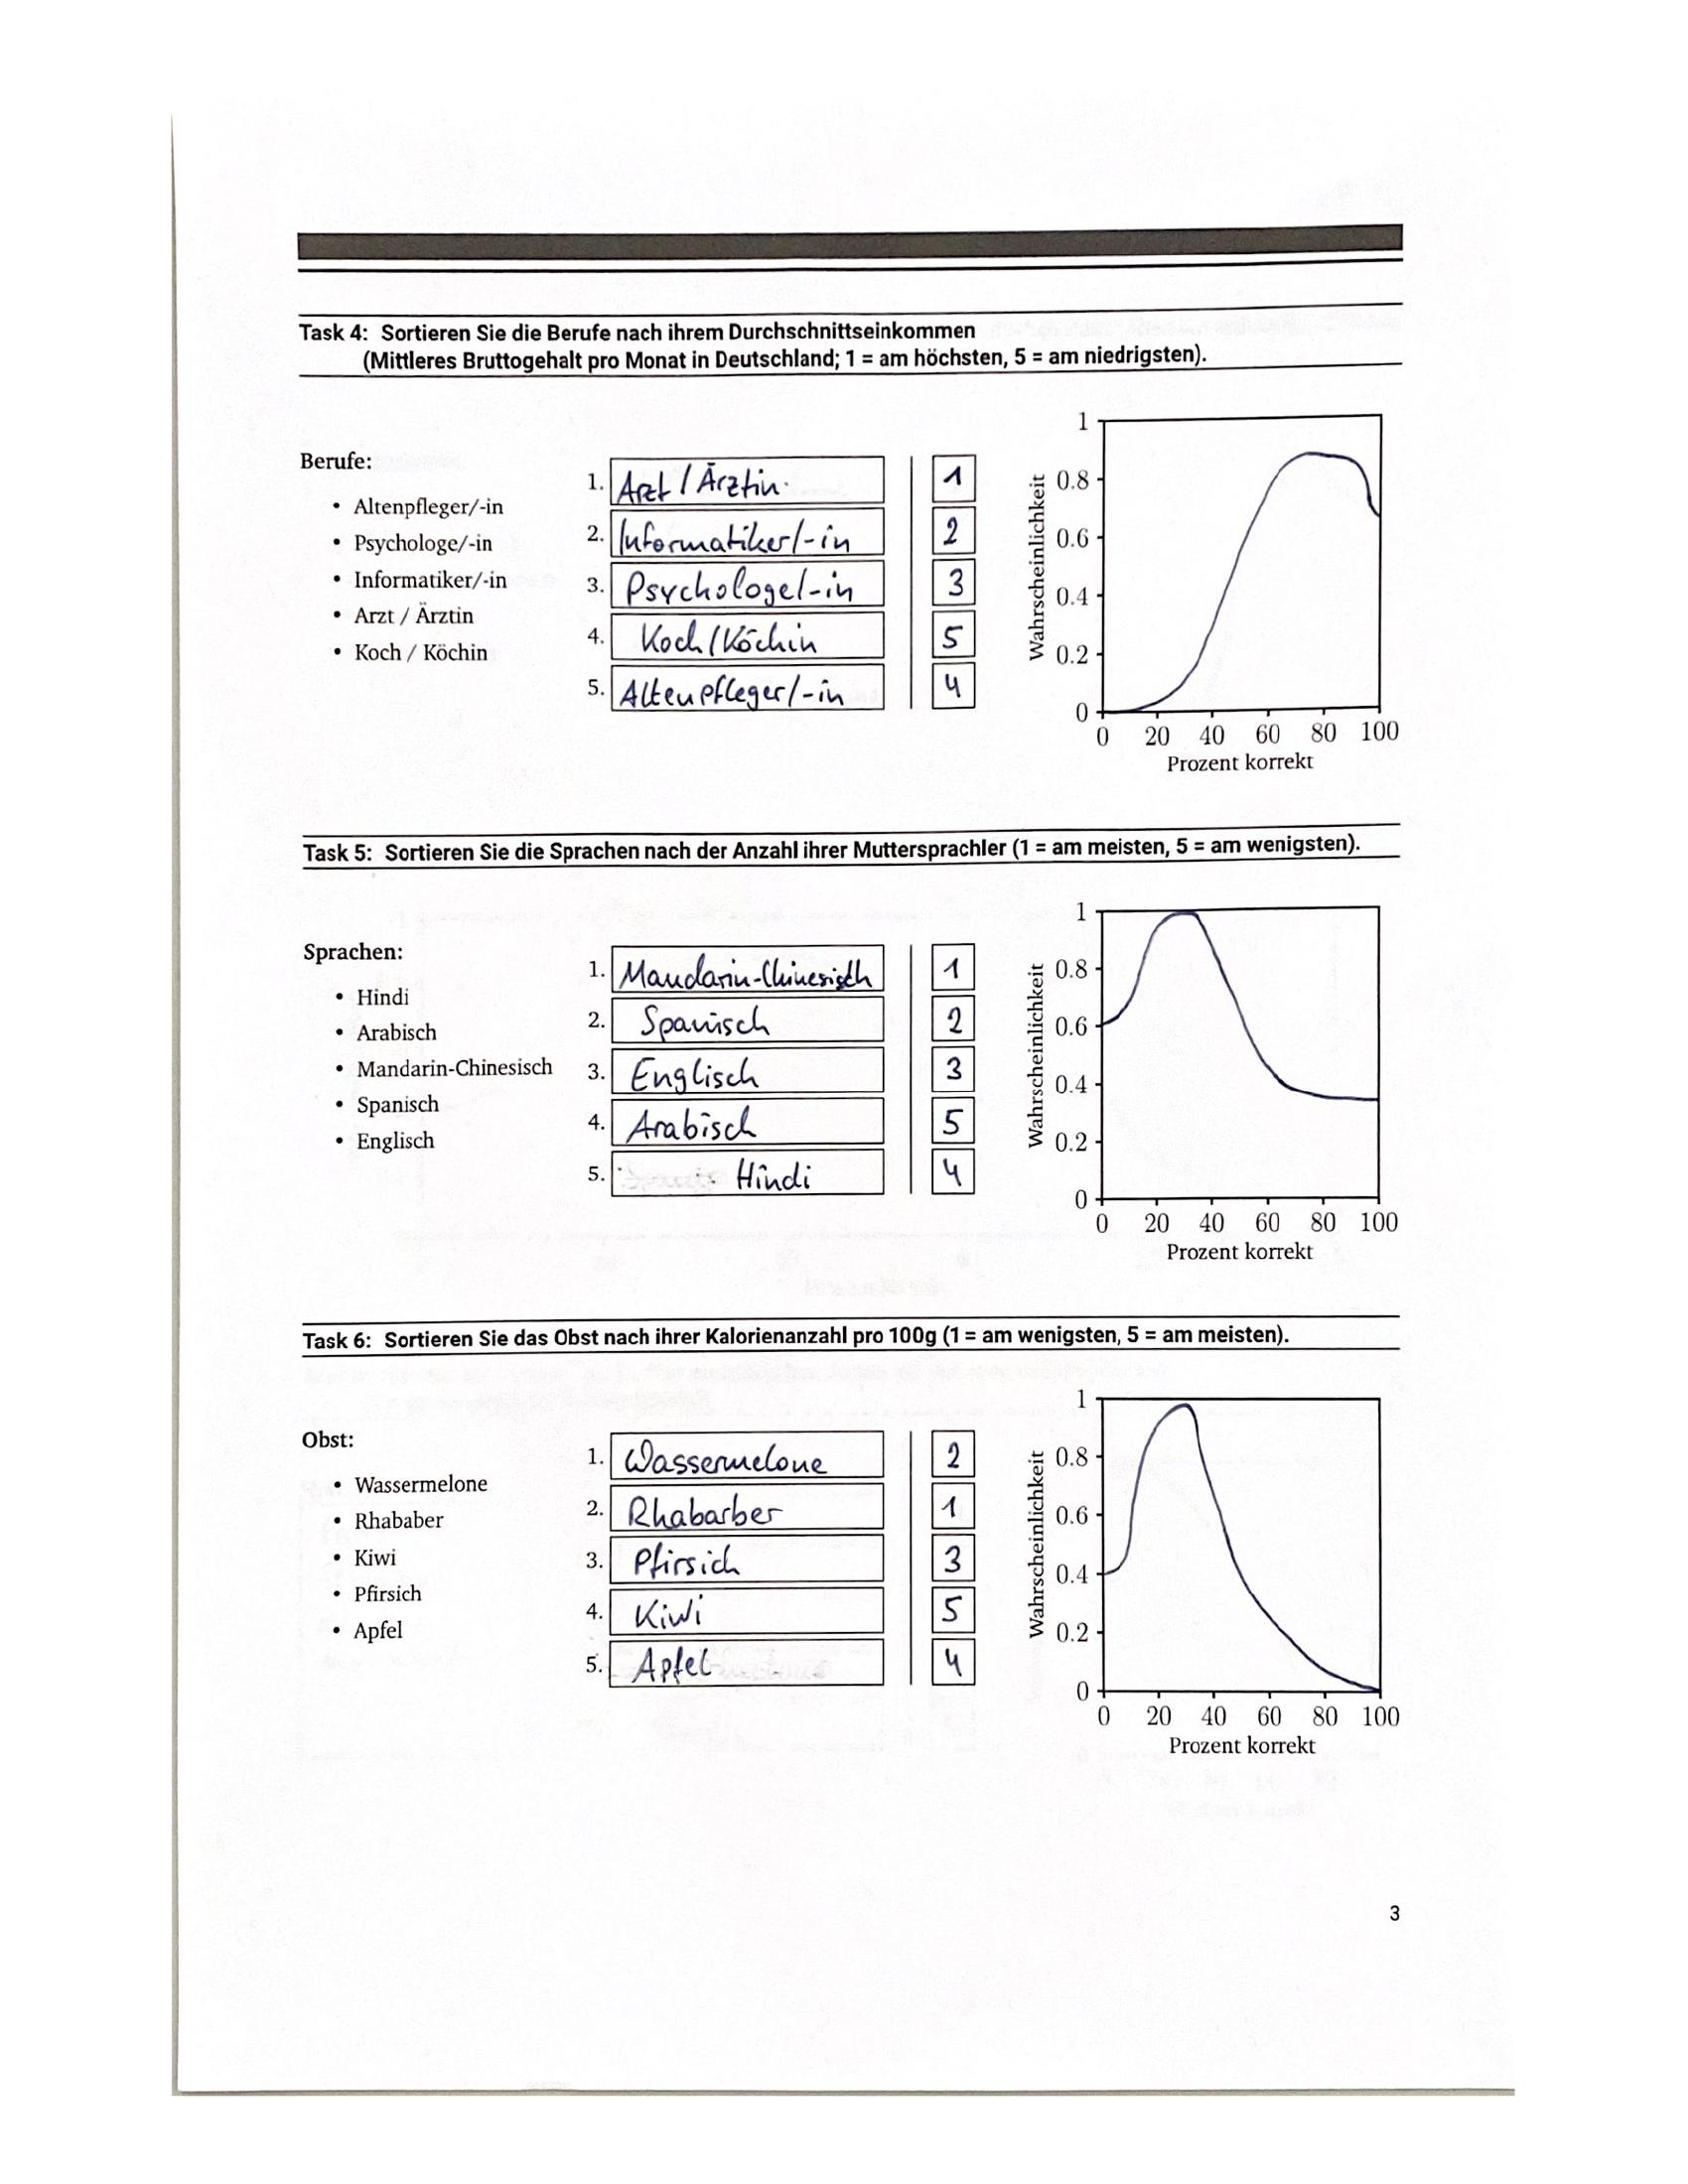 Task 4: Sortieren Sie die Berufe nach ihrem Durchschnittseinkommen
(Mittleres Bruttogehalt pro Monat in Deutschland; 1 = am höchsten, 5 = am niedrigsten).
Berufe:
• Altenpfleger/-in
• Psychologe/-in
• Informatiker/-in
• Arzt / Ärztin
• Koch / Köchin
1. Arzt / Ärztin 1
2. Informatiker/-in 2
3. Psychologe/-in 3
4. Koch/Köchin 5
5. Altenpfleger/-in 4
Wahrscheinlichkeit
1
0.8
0.6
0.4
0.2
0
0 20 40 60 80 100
Prozent korrekt
Task 5: Sortieren Sie die Sprachen nach der Anzahl ihrer Muttersprachler (1 = am meisten, 5 = am wenigsten).
Sprachen:
• Hindi
• Arabisch
• Mandarin-Chinesisch
• Spanisch
• Englisch
1. Mandarin-Chinesisch 1
2. Spanisch 2
3. Englisch 3
4. Arabisch 5
5. Hindi 4
Wahrscheinlichkeit
1
0.8
0.6
0.4
0.2
0
0 20 40 60 80 100
Prozent korrekt
Task 6: Sortieren Sie das Obst nach ihrer Kalorienanzahl pro 100g (1 = am wenigsten, 5 = am meisten).
Obst:
• Wassermelone
• Rhababer
• Kiwi
• Pfirsich
• Apfel
1. Wassermelone 2
2. Rhabarber 1
3. Pfirsich 3
4. Kiwi 5
5. Apfel 4
Wahrscheinlichkeit
1
0.8
0.6
0.4
0.2
0
0 20 40 60 80 100
Prozent korrekt
3